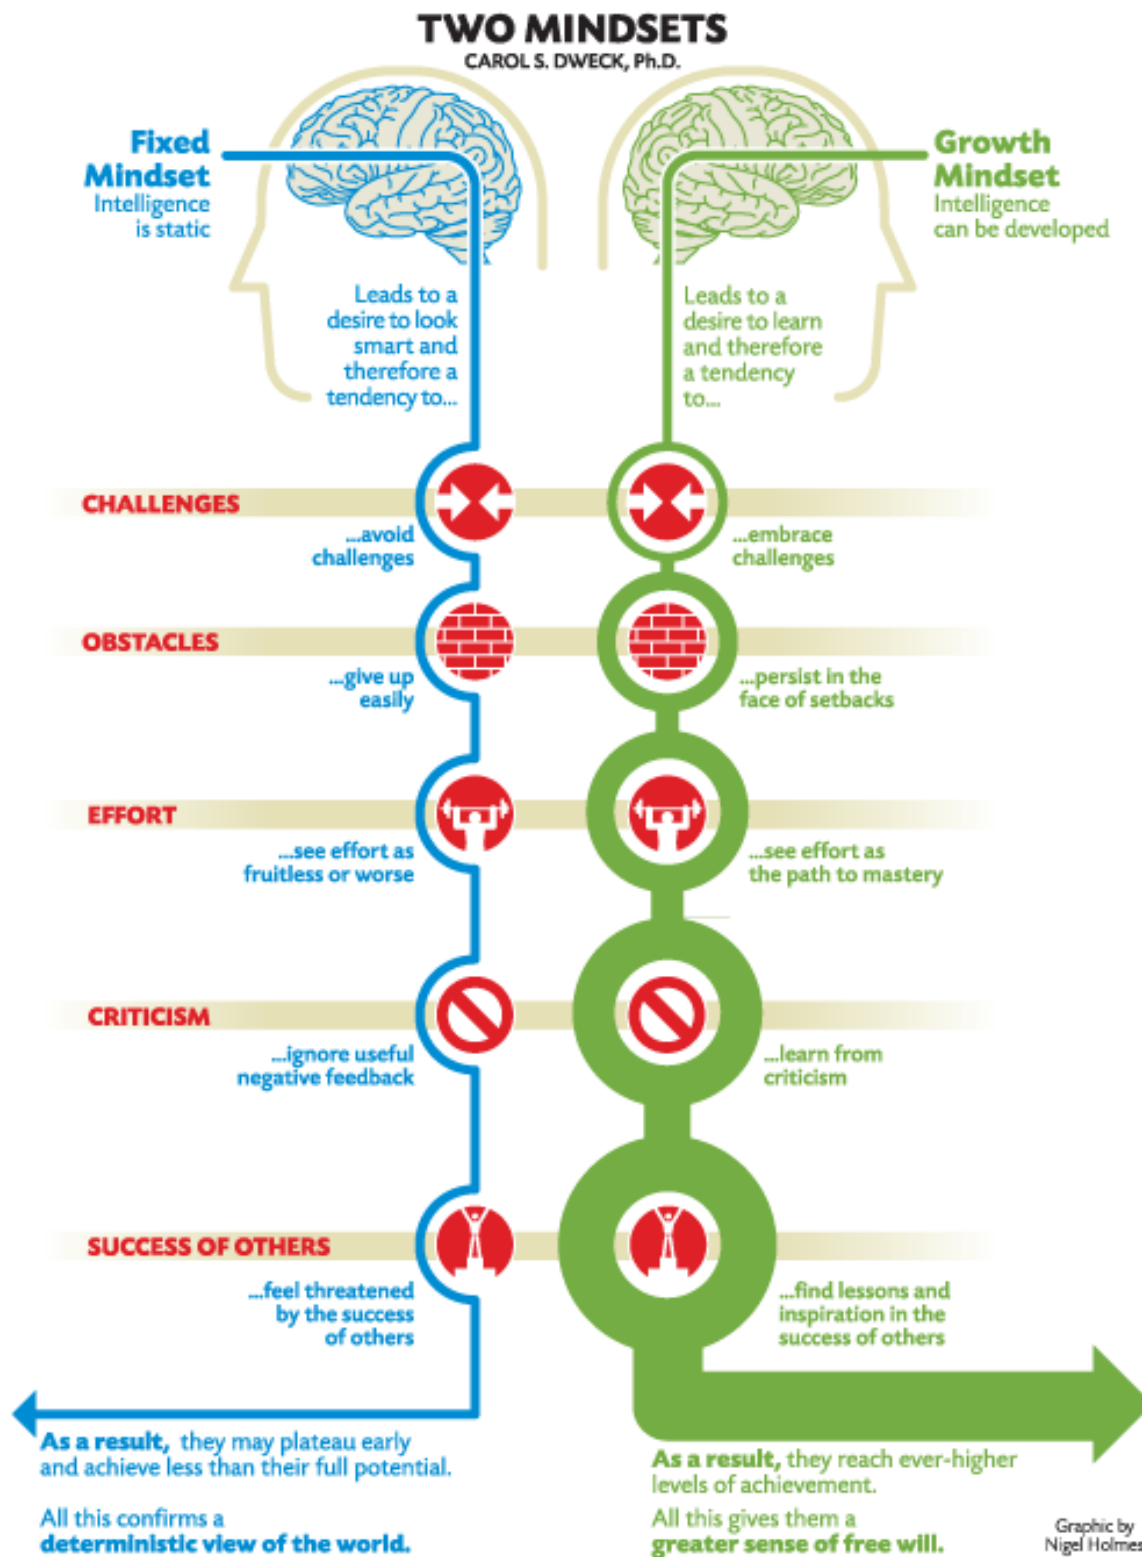 TWO MINDSETS
CAROL S. DWECK, Ph.D.
Fixed
Mindset
Intelligence
is static
Growth
Mindset
Intelligence
can be developed
Leads to a
desire to look
smart and
therefore a
tendency to...
Leads to a
desire to learn
and therefore
a tendency
to...
CHALLENGES
...avoid
challenges
...embrace
challenges
OBSTACLES
...give up
easily
...persist in the
face of setbacks
EFFORT
...see effort as
fruitless or worse
...see effort as
the path to mastery
CRITICISM
...ignore useful
negative feedback
...learn from
criticism
SUCCESS OF OTHERS
...feel threatened
by the success
of others
...find lessons and
inspiration in the
success of others
As a result, they may plateau early
and achieve less than their full potential.
All this confirms a
deterministic view of the world.
As a result, they reach ever-higher
levels of achievement.
All this gives them a
greater sense of free will.
Graphic by
Nigel Holmes